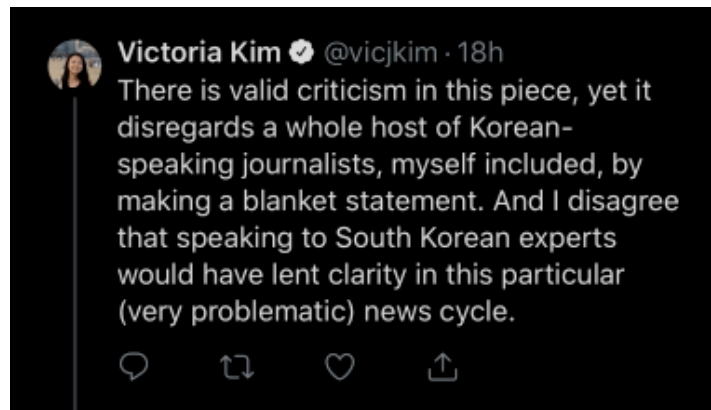 Victoria Kim @vicjkim · 18h
There is valid criticism in this piece, yet it
disregards a whole host of Korean-
speaking journalists, myself included, by
making a blanket statement. And I disagree
that speaking to South Korean experts
would have lent clarity in this particular
(very problematic) news cycle.